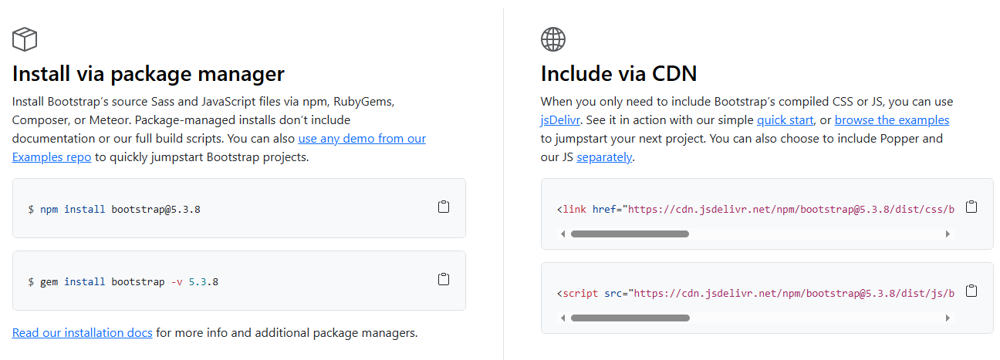 Install via package manager
Install Bootstrap’s source Sass and JavaScript files via npm, RubyGems,
Composer, or Meteor. Package-managed installs don’t include
documentation or our full build scripts. You can also use any demo from our
Examples repo to quickly jumpstart Bootstrap projects.
$ npm install bootstrap@5.3.8
$ gem install bootstrap -v 5.3.8
Read our installation docs for more info and additional package managers.
Include via CDN
When you only need to include Bootstrap’s compiled CSS or JS, you can use
jsDelivr. See it in action with our simple quick start, or browse the examples
to jumpstart your next project. You can also choose to include Popper and
our JS separately.
<link href="https://cdn.jsdelivr.net/npm/bootstrap@5.3.8/dist/css/b
<script src="https://cdn.jsdelivr.net/npm/bootstrap@5.3.8/dist/js/b